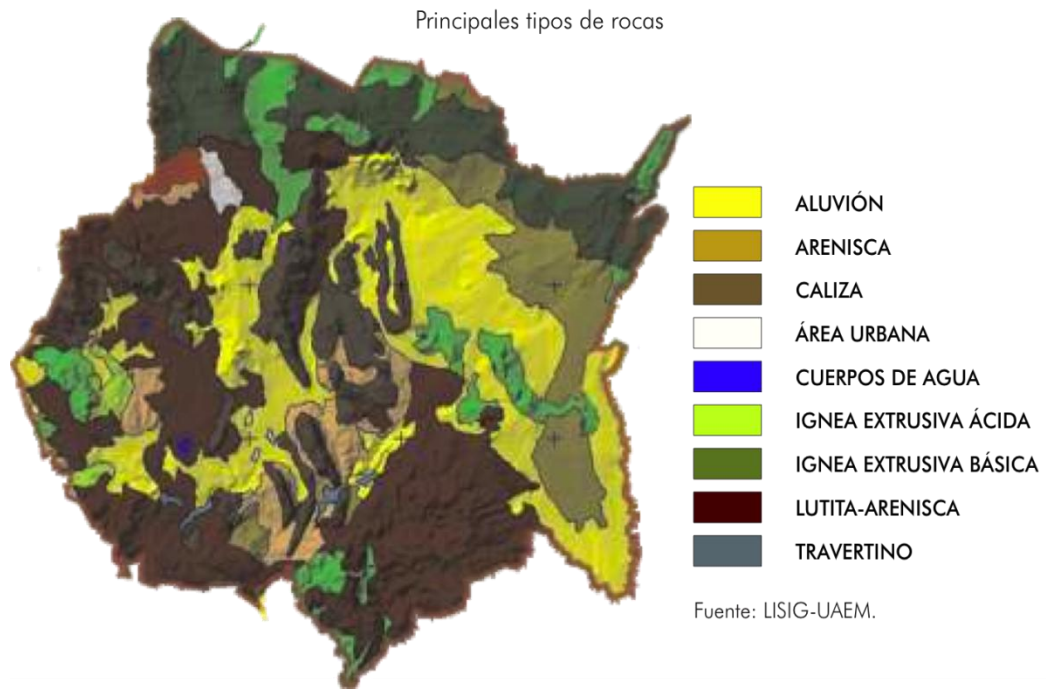 Principales tipos de rocas
ALUVIÓN
ARENISCA
CALIZA
ÁREA URBANA
CUERPOS DE AGUA
IGNEA EXTRUSIVA ÁCIDA
IGNEA EXTRUSIVA BÁSICA
LUTITA-ARENISCA
TRAVERTINO
Fuente: LISIG-UAEM.